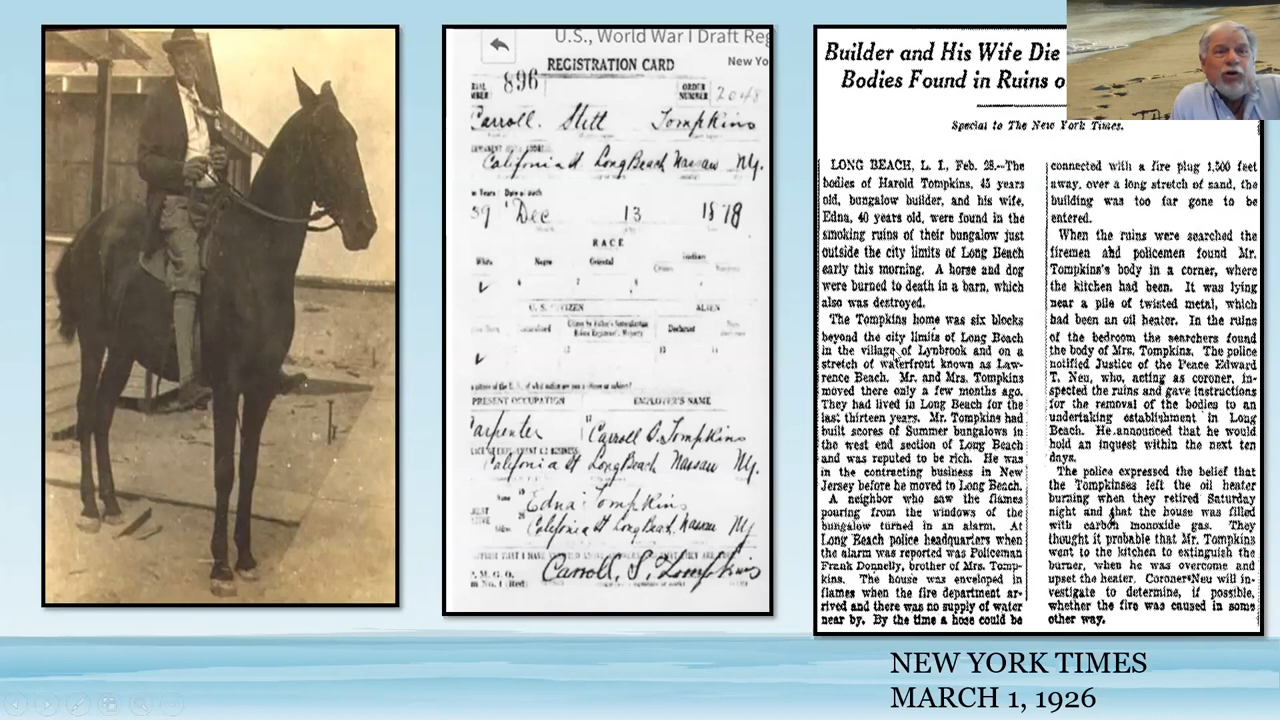 U.S., World War I Draft Reg
REGISTRATION CARD
New Yo
896
ORDER
NUMBER
2048
Carroll. Stitt Tompkins
California St Long Beach Nassau Ny.
in Years Date of Birth
39 Dec 13 1878
RACE
White Negro Oriental Indian
U. S. CITIZEN ALIEN
PRESENT OCCUPATION EMPLOYER'S NAME
Carpenter Carroll S. Tompkins
California St Long Beach Nassau Ny.
Name Edna Tompkins
California St Long Beach, Nassau Ny
Carroll, S. Tompkins
Builder and His Wife Die
Bodies Found in Ruins o
Special to The New York Times.
LONG BEACH, L. I., Feb. 28.—The
bodies of Harold Tompkins, 45 years
old, bungalow builder, and his wife,
Edna, 40 years old, were found in the
smoking ruins of their bungalow just
outside the city limits of Long Beach
early this morning. A horse and dog
were burned to death in a barn, which
also was destroyed.
The Tompkins home was six blocks
beyond the city limits of Long Beach
in the village of Lynbrook and on a
stretch of waterfront known as Law-
rence Beach. Mr. and Mrs. Tompkins
moved there only a few months ago.
They had lived in Long Beach for the
last thirteen years. Mr. Tompkins had
built scores of Summer bungalows in
the west end section of Long Beach
and was reputed to be rich. He was
in the contracting business in New
Jersey before he moved to Long Beach.
A neighbor who saw the flames
pouring from the windows of the
bungalow turned in an alarm. At
Long Beach police headquarters when
the alarm was reported was Policeman
Frank Donnelly, brother of Mrs. Tomp-
kins. The house was enveloped in
flames when the fire department ar-
rived and there was no supply of water
near by. By the time a hose could be
connected with a fire plug 1,500 feet
away, over a long stretch of sand, the
building was too far gone to be
entered.
When the ruins were searched the
firemen and policemen found Mr.
Tompkins's body in a corner, where
the kitchen had been. It was lying
near a pile of twisted metal, which
had been an oil heater. In the ruins
of the bedroom the searchers found
the body of Mrs. Tompkins. The police
notified Justice of the Peace Edward
T. Neu, who, acting as coroner, in-
spected the ruins and gave instructions
for the removal of the bodies to an
undertaking establishment in Long
Beach. He announced that he would
hold an inquest within the next ten
days.
The police expressed the belief that
the Tompkinses left the oil heater
burning when they retired Saturday
night and that the house was filled
with carbon monoxide gas. They
thought it probable that Mr. Tompkins
went to the kitchen to extinguish the
burner, when he was overcome and
upset the heater. Coroner Neu will in-
vestigate to determine, if possible,
whether the fire was caused in some
other way.
NEW YORK TIMES
MARCH 1, 1926